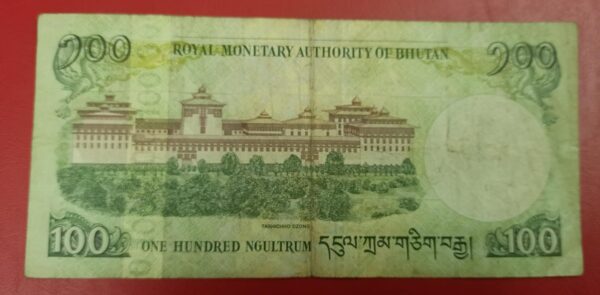 ༡༠༠ ROYAL MONETARY AUTHORITY OF BHUTAN ༡༠༠
TASHICHHO DZONG
100 ONE HUNDRED NGULTRUM དངུལ་ཀྲམ་གཅིག་བརྒྱ། 100